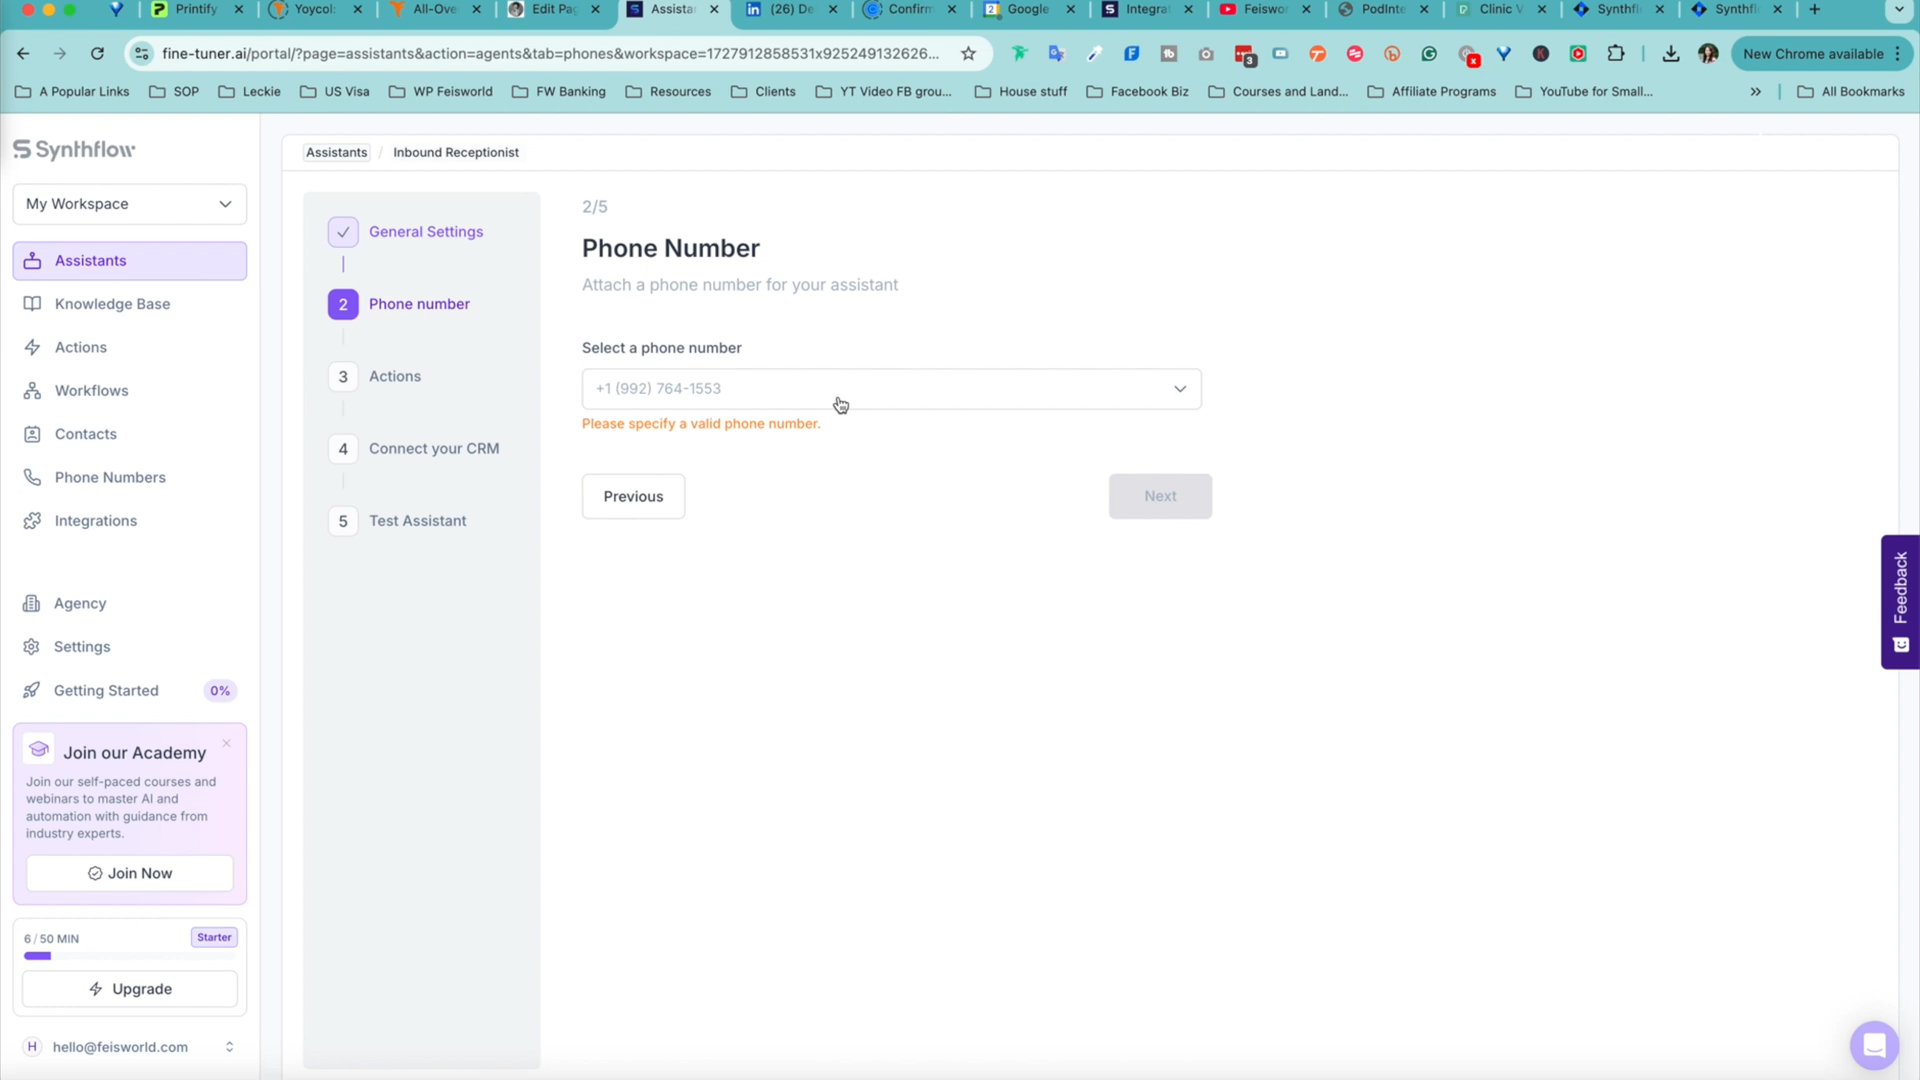 Printify
Yoycol:
All-Ove
Edit Pag
Assista
(26) De
Confirm
Google
Integrat
Feiswor
PodInte
Clinic V
Synthfl
Synthfl
fine-tuner.ai/portal/?page=assistants&action=agents&tab=phones&workspace=1727912858531x925249132626...
3
New Chrome available
A Popular Links
SOP
Leckie
US Visa
WP Feisworld
FW Banking
Resources
Clients
YT Video FB grou...
House stuff
Facebook Biz
Courses and Land...
Affiliate Programs
YouTube for Small...
All Bookmarks
Synthflow
My Workspace
Assistants
Knowledge Base
Actions
Workflows
Contacts
Phone Numbers
Integrations
Agency
Settings
Getting Started
0%
Join our Academy
Join our self-paced courses and
webinars to master AI and
automation with guidance from
industry experts.
Join Now
6 / 50 MIN
Starter
Upgrade
H
hello@feisworld.com
Assistants / Inbound Receptionist
General Settings
2 Phone number
3 Actions
4 Connect your CRM
5 Test Assistant
2/5
Phone Number
Attach a phone number for your assistant
Select a phone number
+1 (992) 764-1553
Please specify a valid phone number.
Previous
Next
Feedback